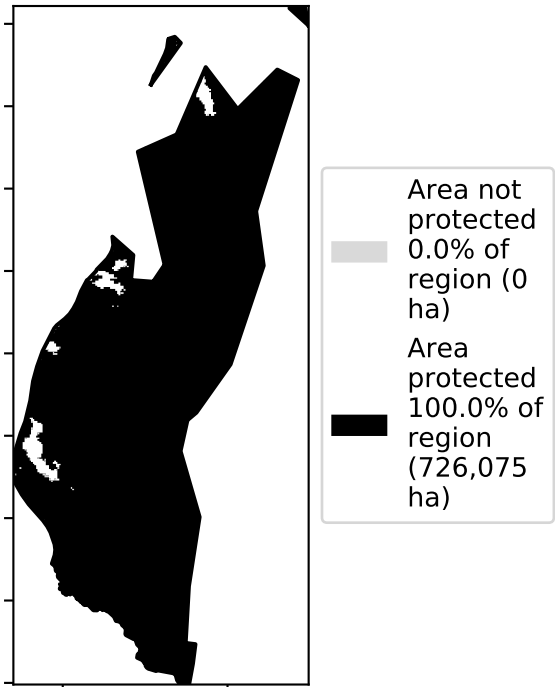 Area not
protected
0.0% of
region (0
ha)
Area
protected
100.0% of
region
(726,075
ha)